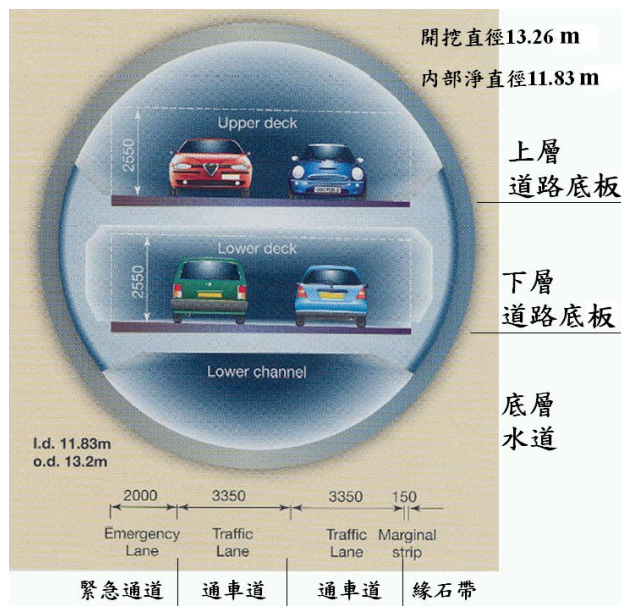 開挖直徑13.26 m
內部淨直徑11.83 m
Upper deck
2550
上層
道路底板
Lower deck
2550
下層
道路底板
Lower channel
底層
水道
I.d. 11.83m
o.d. 13.2m
2000 3350 3350 150
Emergency Lane
Traffic Lane
Traffic Lane
Marginal strip
緊急通道 通車道 通車道 緣石帶